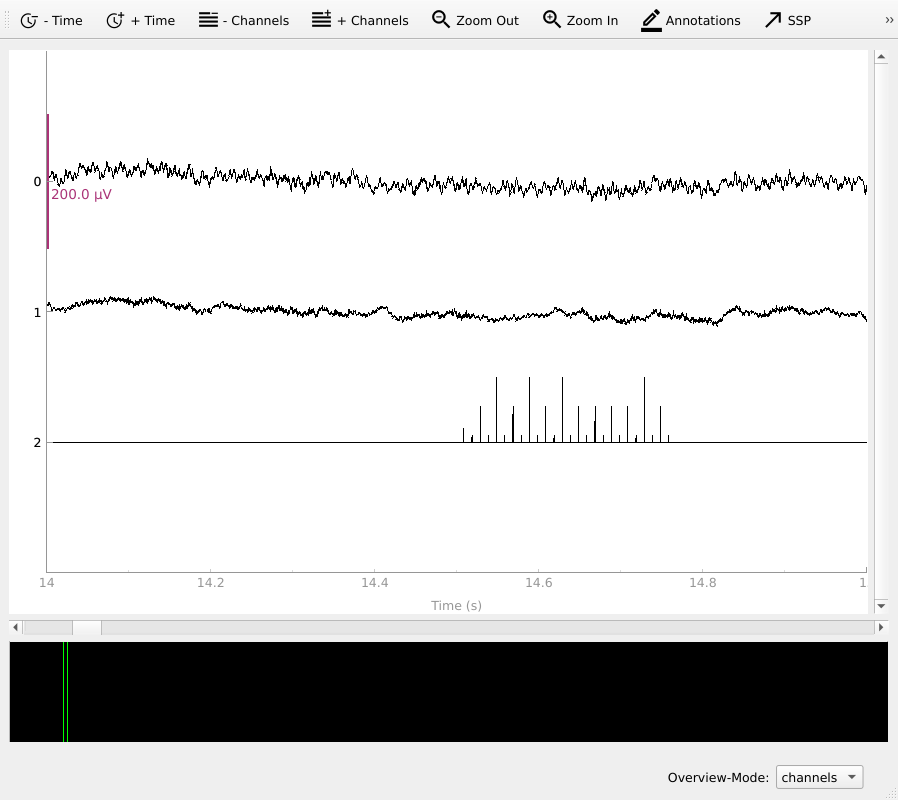 - Time + Time - Channels + Channels Zoom Out Zoom In Annotations SSP »
0
200.0 µV
1
2
14 14.2 14.4 14.6 14.8 1
Time (s)
Overview-Mode: channels